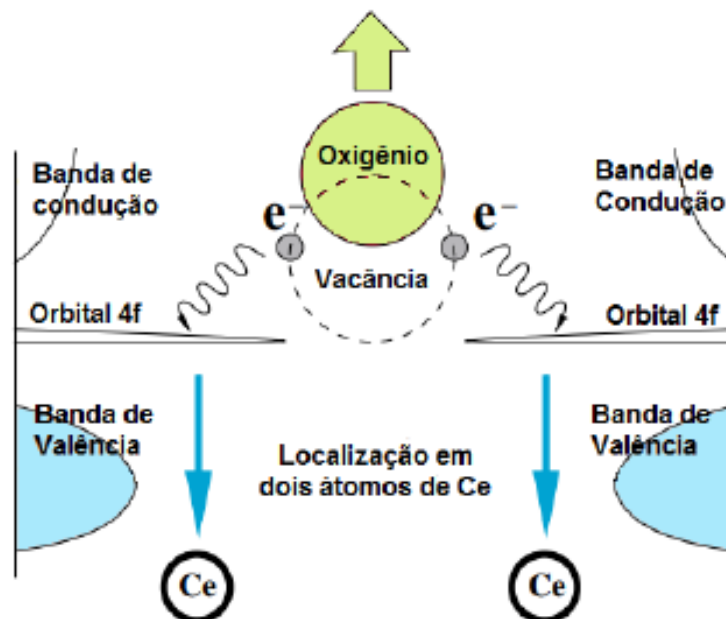 Oxigênio
Banda de
condução
Banda de
Condução
e⁻
e⁻
Vacância
Orbital 4f
Orbital 4f
Banda de
Valência
Banda de
Valência
Localização em
dois átomos de Ce
Ce
Ce